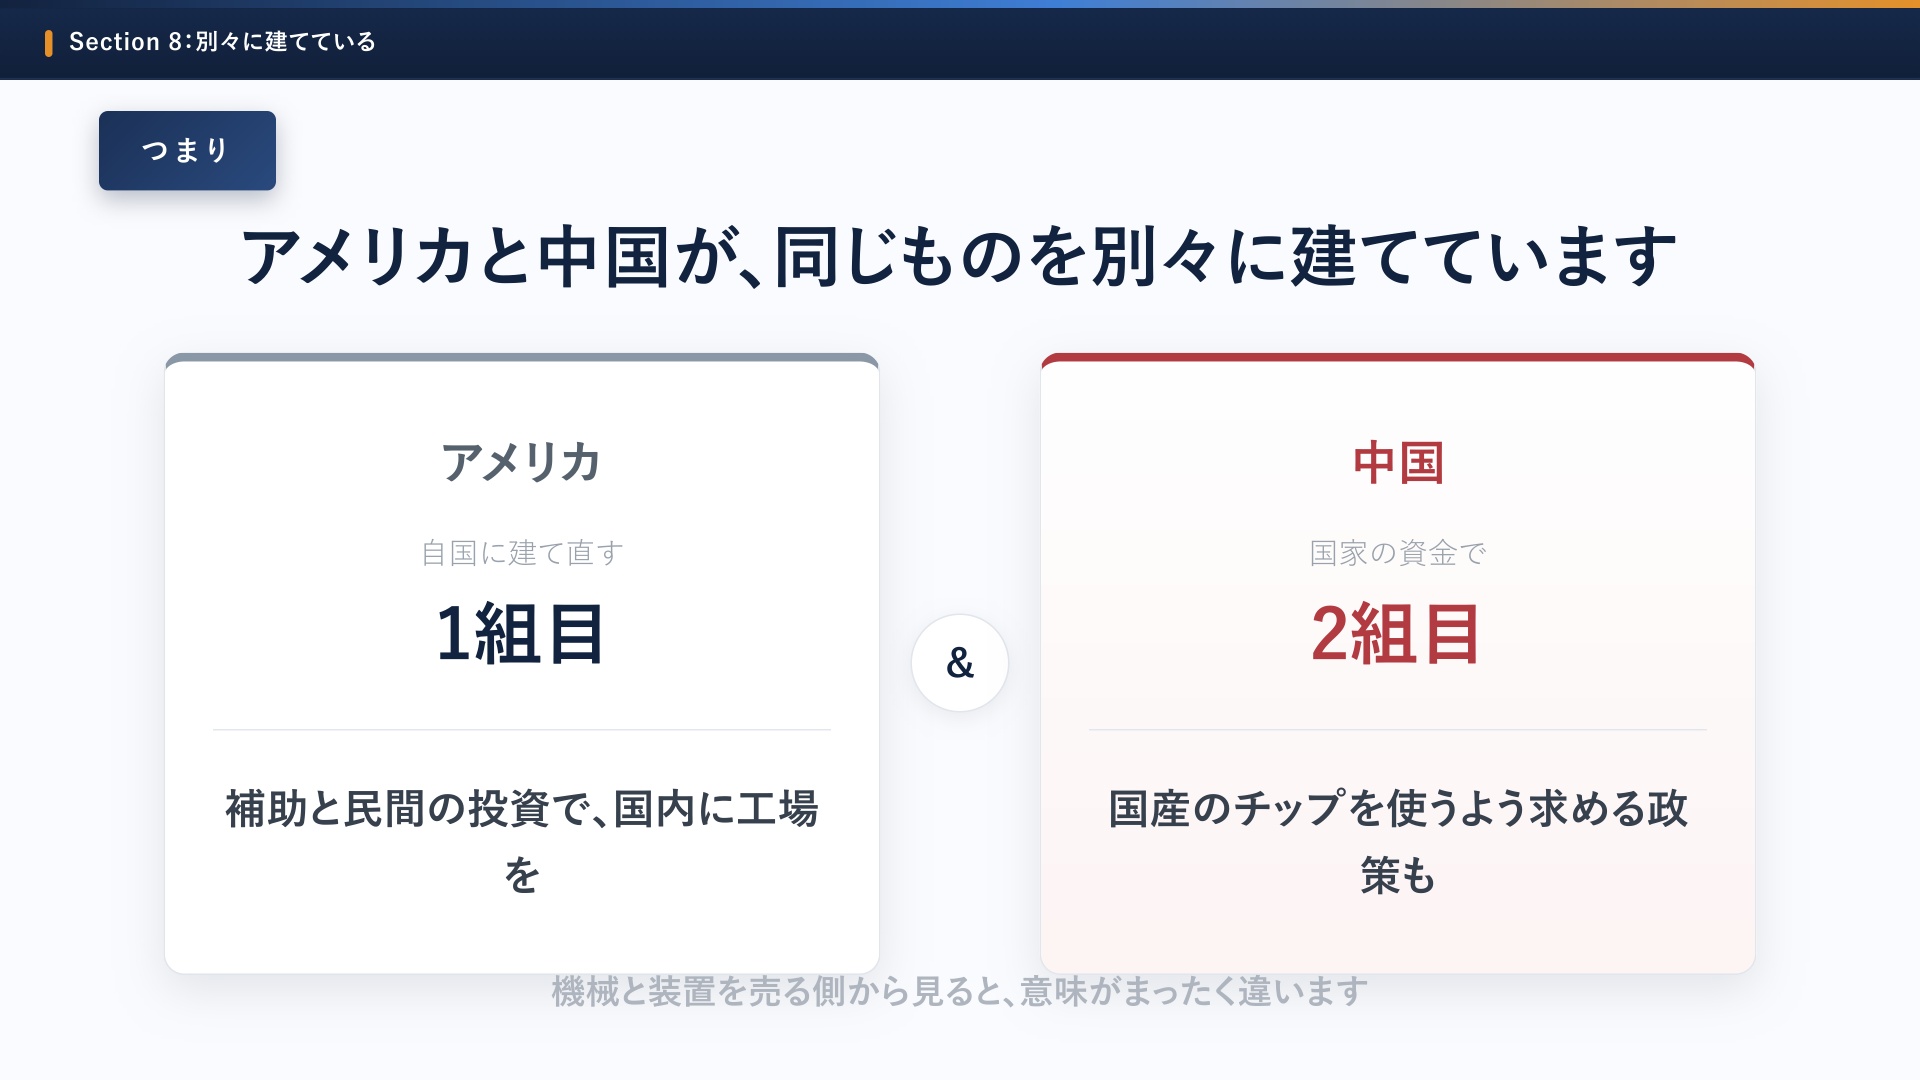 Section 8：別々に建てている
つまり
アメリカと中国が、同じものを別々に建てています
アメリカ
自国に建て直す
1組目
補助と民間の投資で、国内に工場
を
&
中国
国家の資金で
2組目
国産のチップを使うよう求める政
策も
機械と装置を売る側から見ると、意味がまったく違います